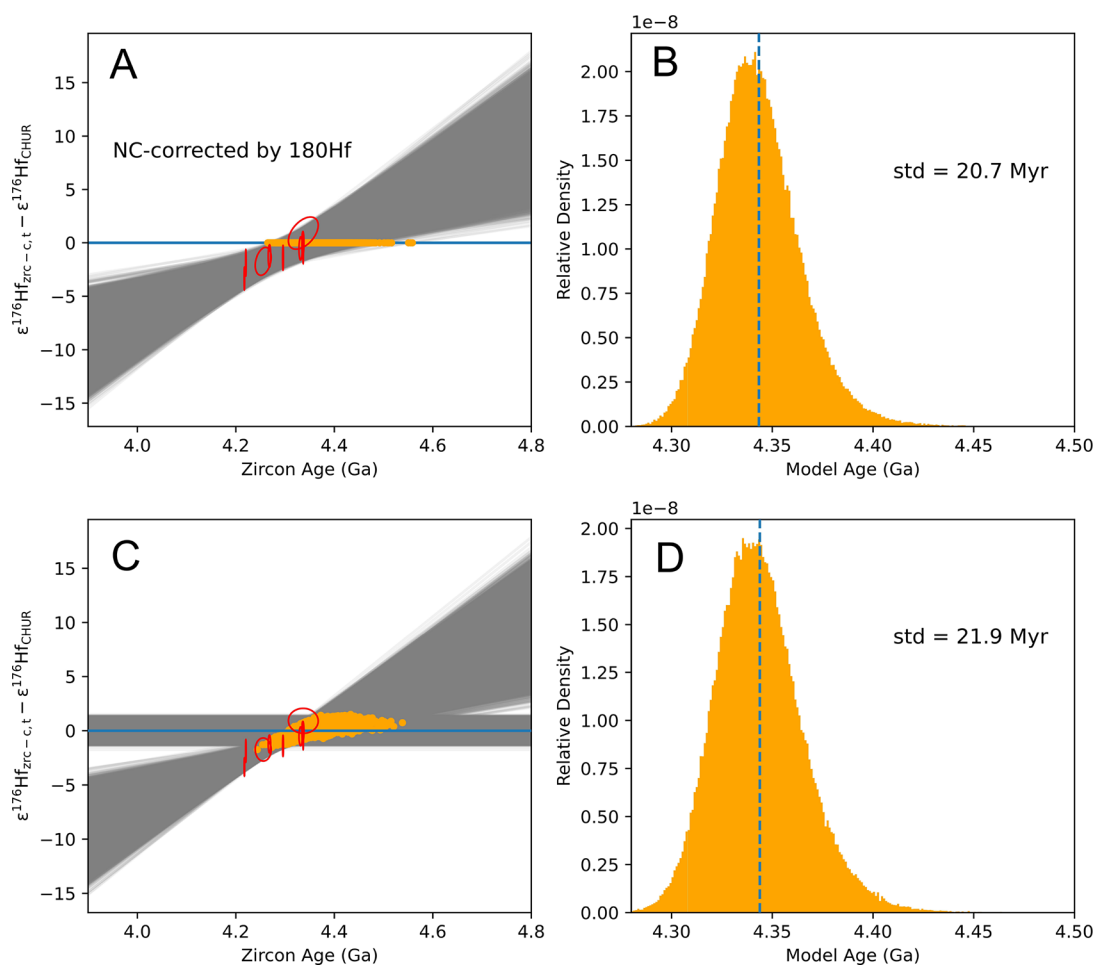 A
NC-corrected by 180Hf
15
10
5
0
−5
−10
−15
4.0 4.2 4.4 4.6 4.8
Zircon Age (Ga)
ε¹⁷⁶Hf_zrc−c,t − ε¹⁷⁶Hf_CHUR
1e−8
B
std = 20.7 Myr
2.00
1.75
1.50
1.25
1.00
0.75
0.50
0.25
0.00
4.30 4.35 4.40 4.45 4.50
Model Age (Ga)
Relative Density
C
15
10
5
0
−5
−10
−15
4.0 4.2 4.4 4.6 4.8
Zircon Age (Ga)
ε¹⁷⁶Hf_zrc−c,t − ε¹⁷⁶Hf_CHUR
1e−8
D
std = 21.9 Myr
2.00
1.75
1.50
1.25
1.00
0.75
0.50
0.25
0.00
4.30 4.35 4.40 4.45 4.50
Model Age (Ga)
Relative Density